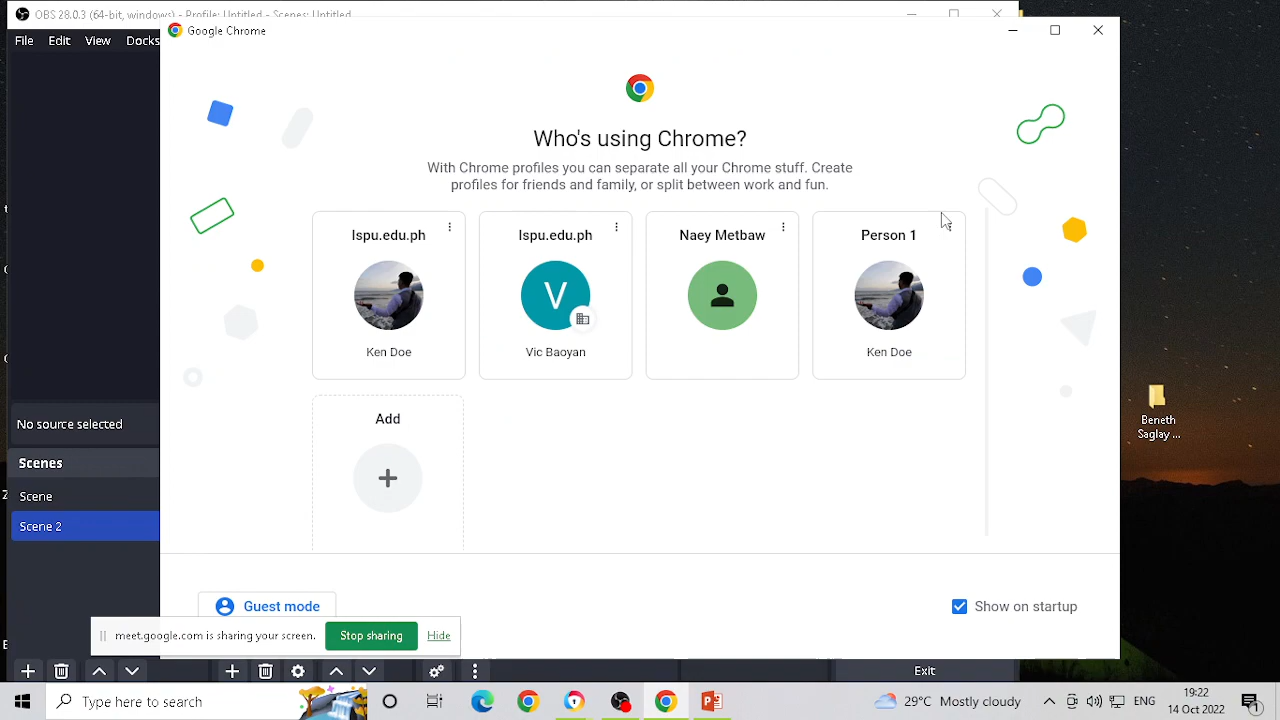 OBS 28.0.3 (64-bit, windows) - Profile: Untitled - Scenes: Untitled
File Edit View Docks
Google Chrome
Who's using Chrome?
With Chrome profiles you can separate all your Chrome stuff. Create
profiles for friends and family, or split between work and fun.
Ispu.edu.ph
Ken Doe
Ispu.edu.ph
V
Vic Baoyan
Naey Metbaw
Person 1
Ken Doe
Add
No source selec
Scenes
Scene
Scene 2
Beneth
Saglay ...
Guest mode
Show on startup
meet.google.com is sharing your screen.
Stop sharing
Hide
Exit
Type here to search
29°C Mostly cloudy
ENG
19:22
14 Oct 2022
1